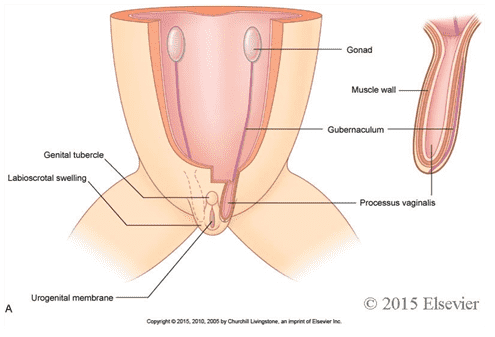 Gonad
Muscle wall
Gubernaculum
Genital tubercle
Labioscrotal swelling
Processus vaginalis
Urogenital membrane
A
© 2015 Elsevier
Copyright © 2015, 2010, 2005 by Churchill Livingstone, an imprint of Elsevier Inc.